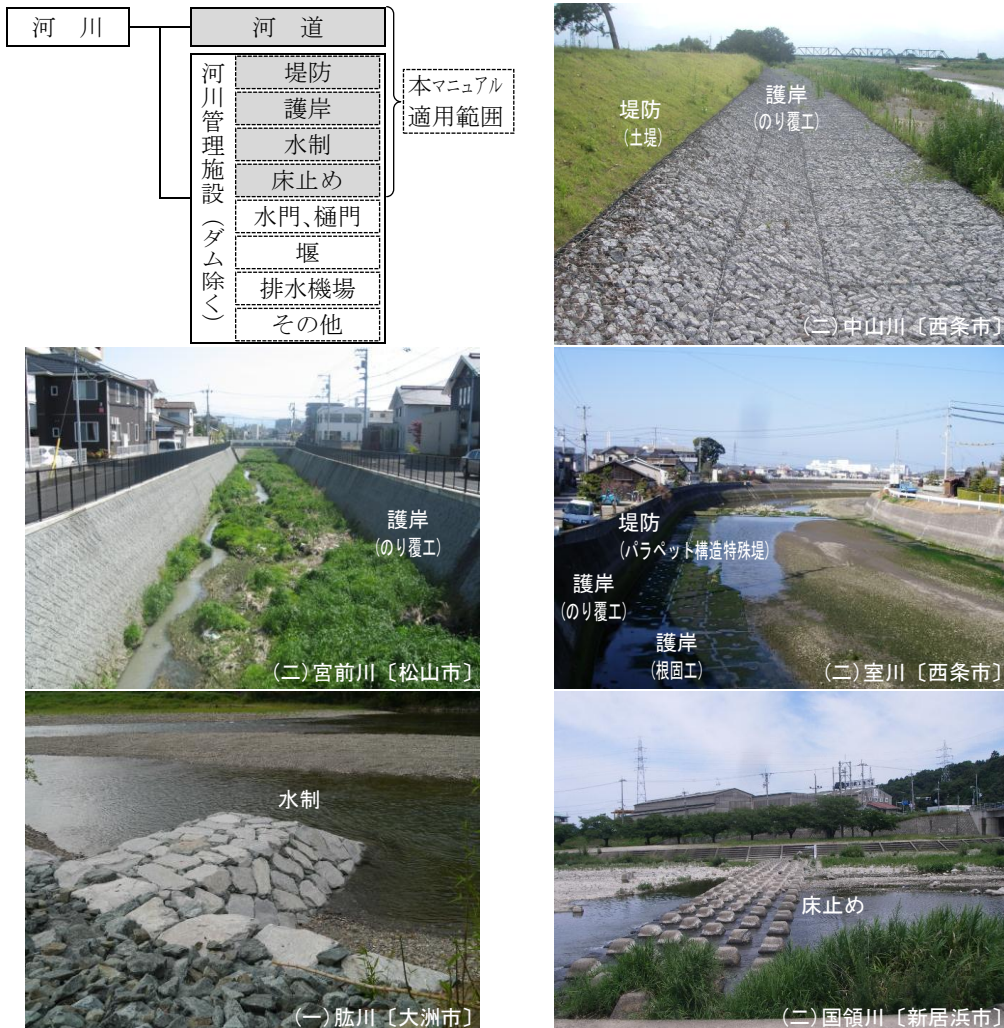 河 川
河 道
河川管理施設（ダム除く）
堤防
護岸
水制
床止め
水門、樋門
堰
排水機場
その他
本マニュアル
適用範囲
堤防
(土堤)
護岸
(のり覆工)
(二)中山川〔西条市〕
護岸
(のり覆工)
(二)宮前川〔松山市〕
堤防
(パラペット構造特殊堤)
護岸
(のり覆工)
護岸
(根固工)
(二)室川〔西条市〕
水制
(一)肱川〔大洲市〕
床止め
(二)国領川〔新居浜市〕